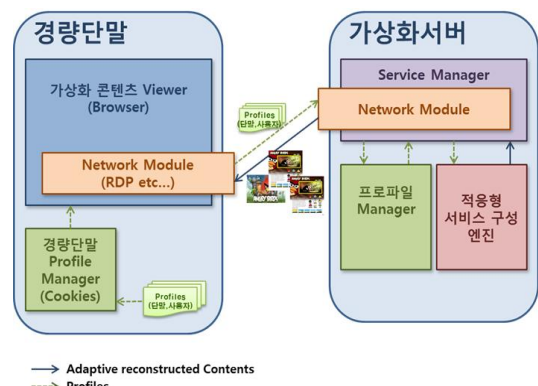 경량단말
가상화서버
가상화 콘텐츠 Viewer
(Browser)
Service Manager
Network Module
Profiles
(단말,사용자)
Network Module
(RDP etc...)
프로파일
Manager
적응형
서비스 구성
엔진
경량단말
Profile
Manager
(Cookies)
Profiles
(단말,사용자)
Adaptive reconstructed Contents
Profiles